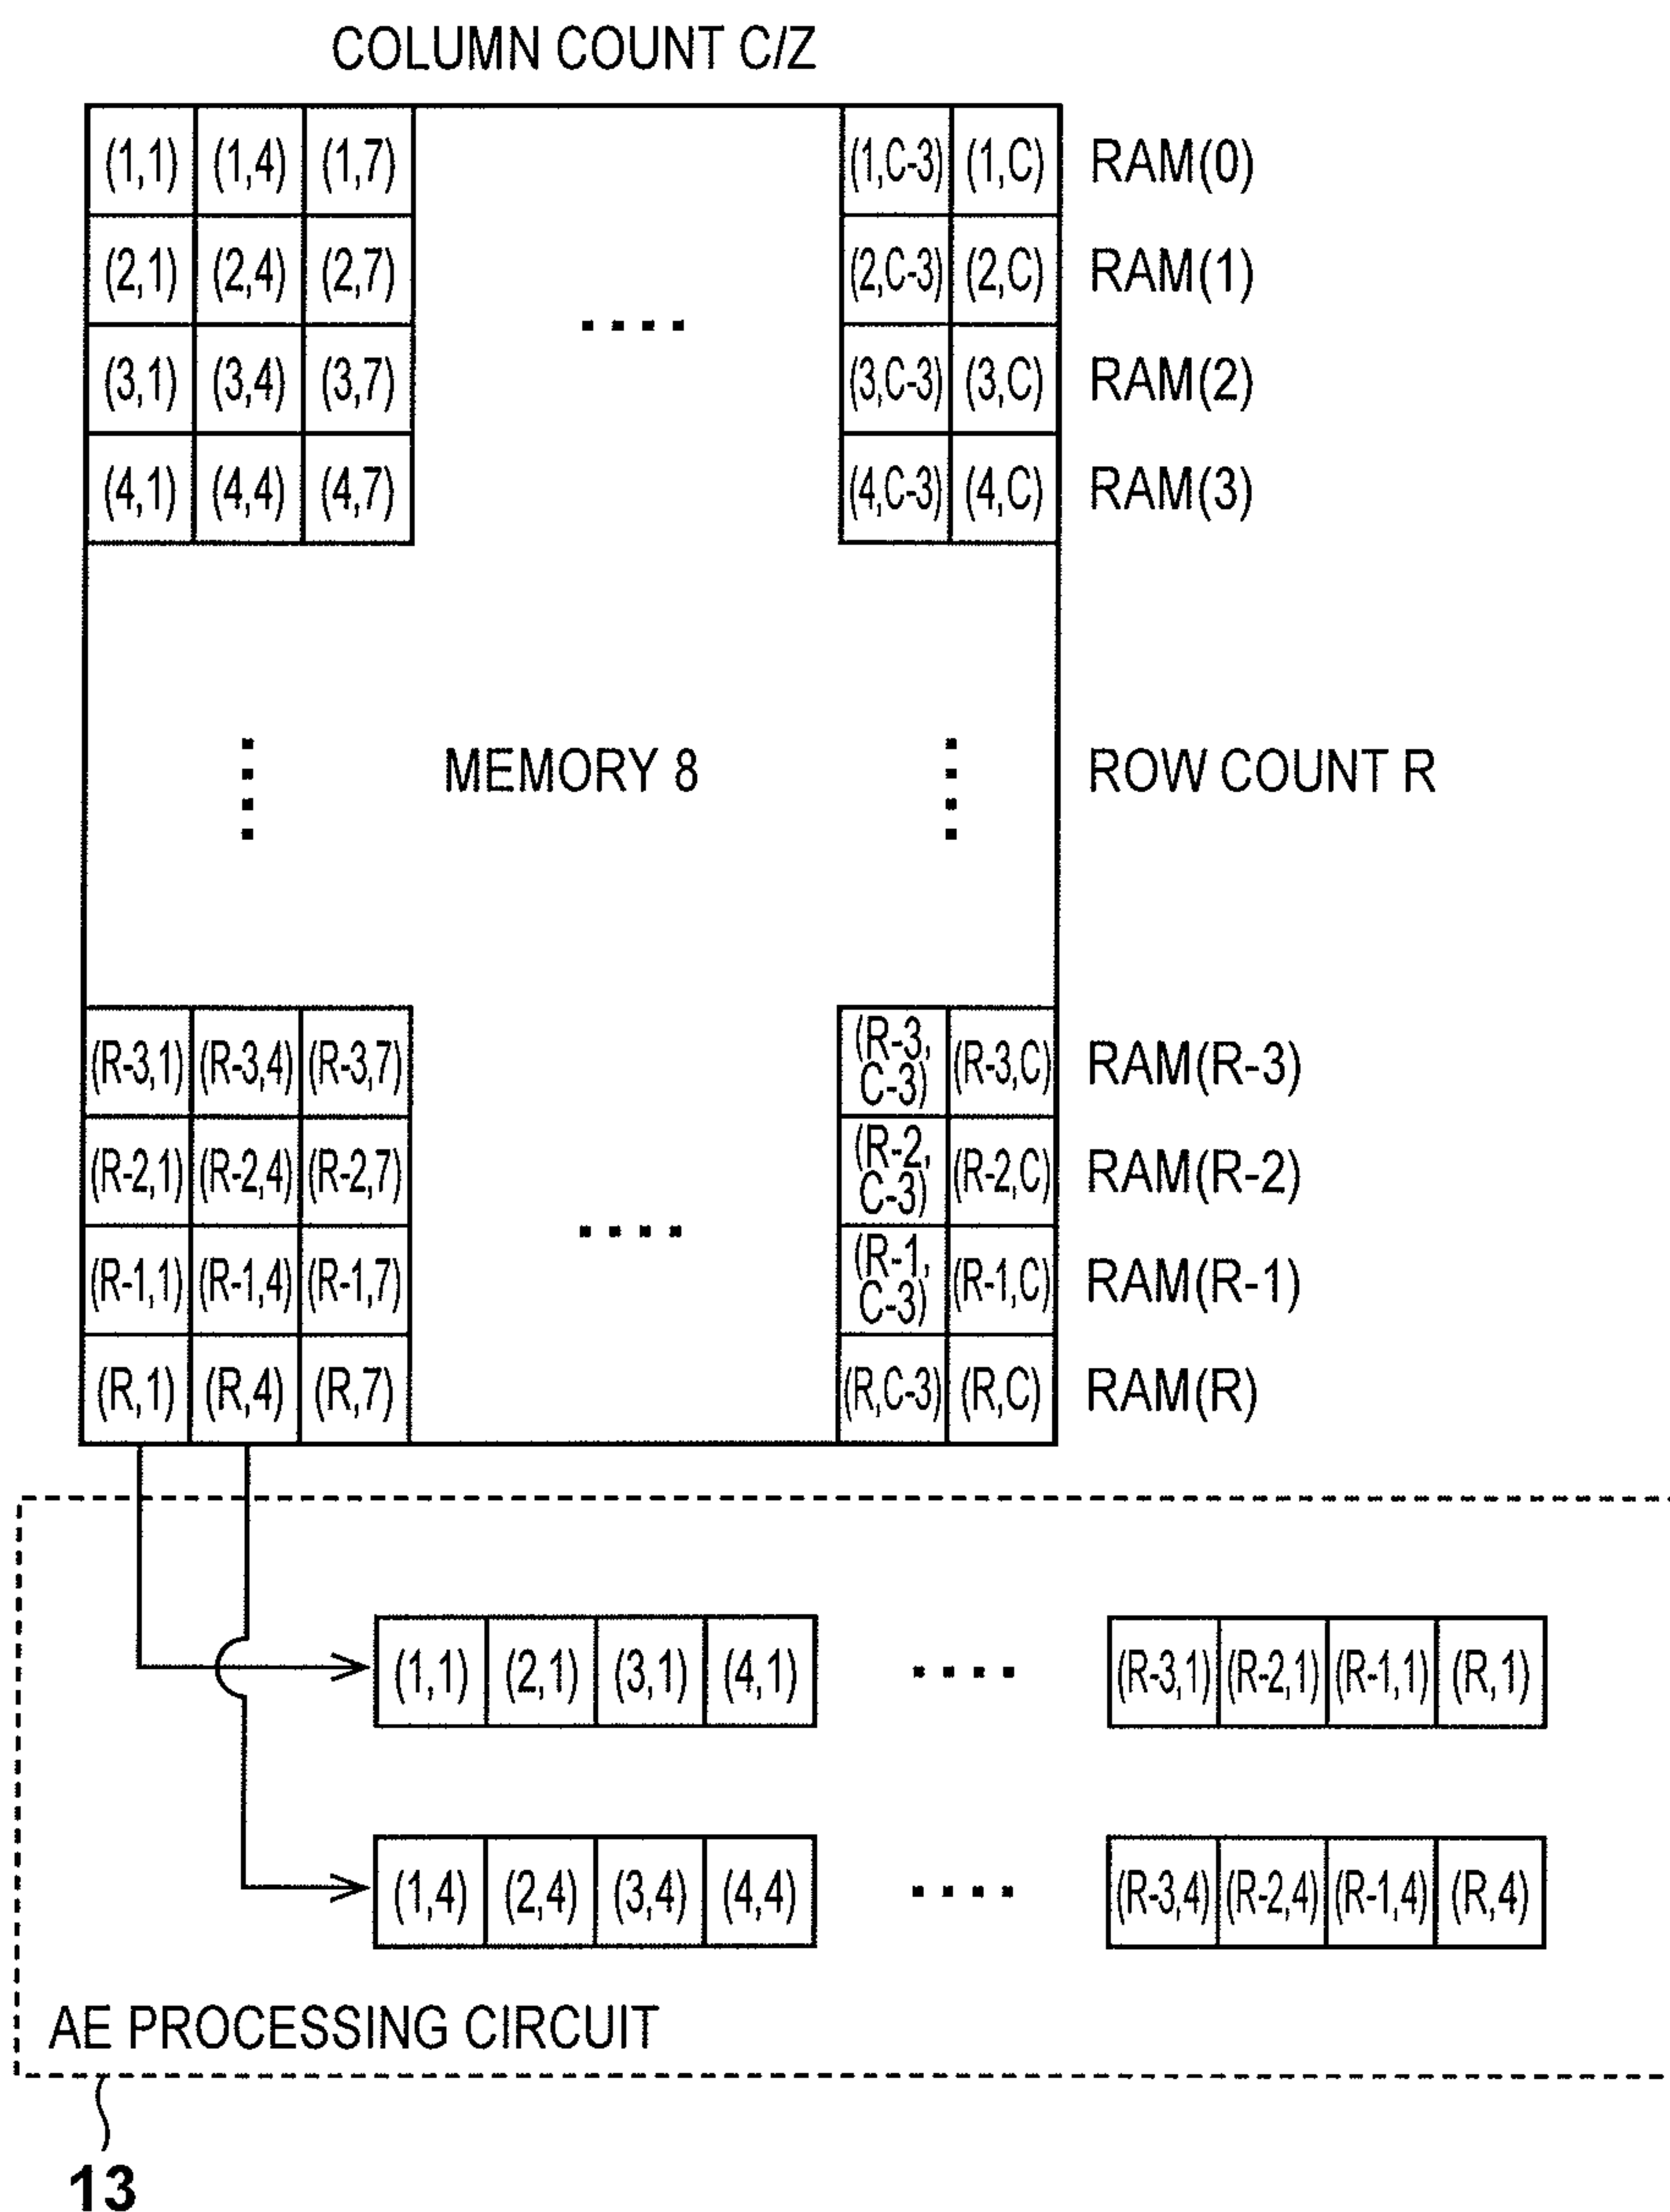 COLUMN COUNT C/Z
(1,1) (1,4) (1,7) .... (1,C-3) (1,C) RAM(0)
(2,1) (2,4) (2,7) (2,C-3) (2,C) RAM(1)
(3,1) (3,4) (3,7) (3,C-3) (3,C) RAM(2)
(4,1) (4,4) (4,7) (4,C-3) (4,C) RAM(3)
MEMORY 8 ROW COUNT R
(R-3,1) (R-3,4) (R-3,7) (R-3, C-3) (R-3,C) RAM(R-3)
(R-2,1) (R-2,4) (R-2,7) (R-2, C-3) (R-2,C) RAM(R-2)
(R-1,1) (R-1,4) (R-1,7) .... (R-1, C-3) (R-1,C) RAM(R-1)
(R,1) (R,4) (R,7) (R,C-3) (R,C) RAM(R)
(1,1) (2,1) (3,1) (4,1) .... (R-3,1) (R-2,1) (R-1,1) (R,1)
(1,4) (2,4) (3,4) (4,4) .... (R-3,4) (R-2,4) (R-1,4) (R,4)
AE PROCESSING CIRCUIT
13